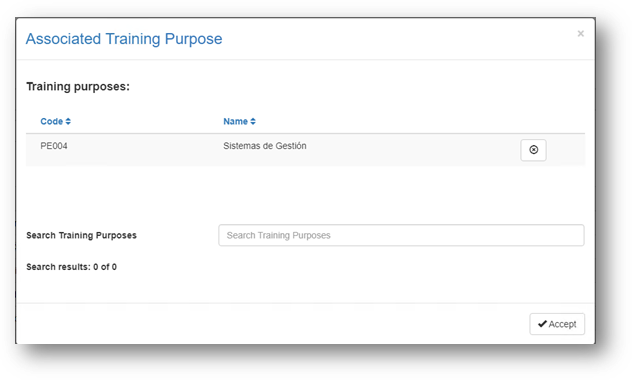 Associated Training Purpose
×
Training purposes:
Code Name
PE004 Sistemas de Gestión
Search Training Purposes Search Training Purposes
Search results: 0 of 0
Accept